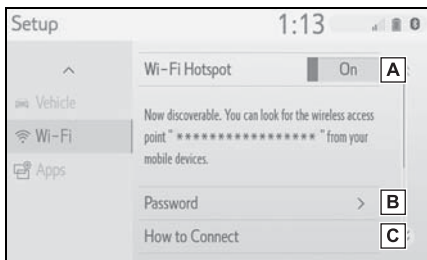 Setup
1:13
Wi-Fi Hotspot
On
A
Vehicle
Now discoverable. You can look for the wireless access
point " ***************** " from your
mobile devices.
Wi-Fi
Apps
Password
>
B
How to Connect
C